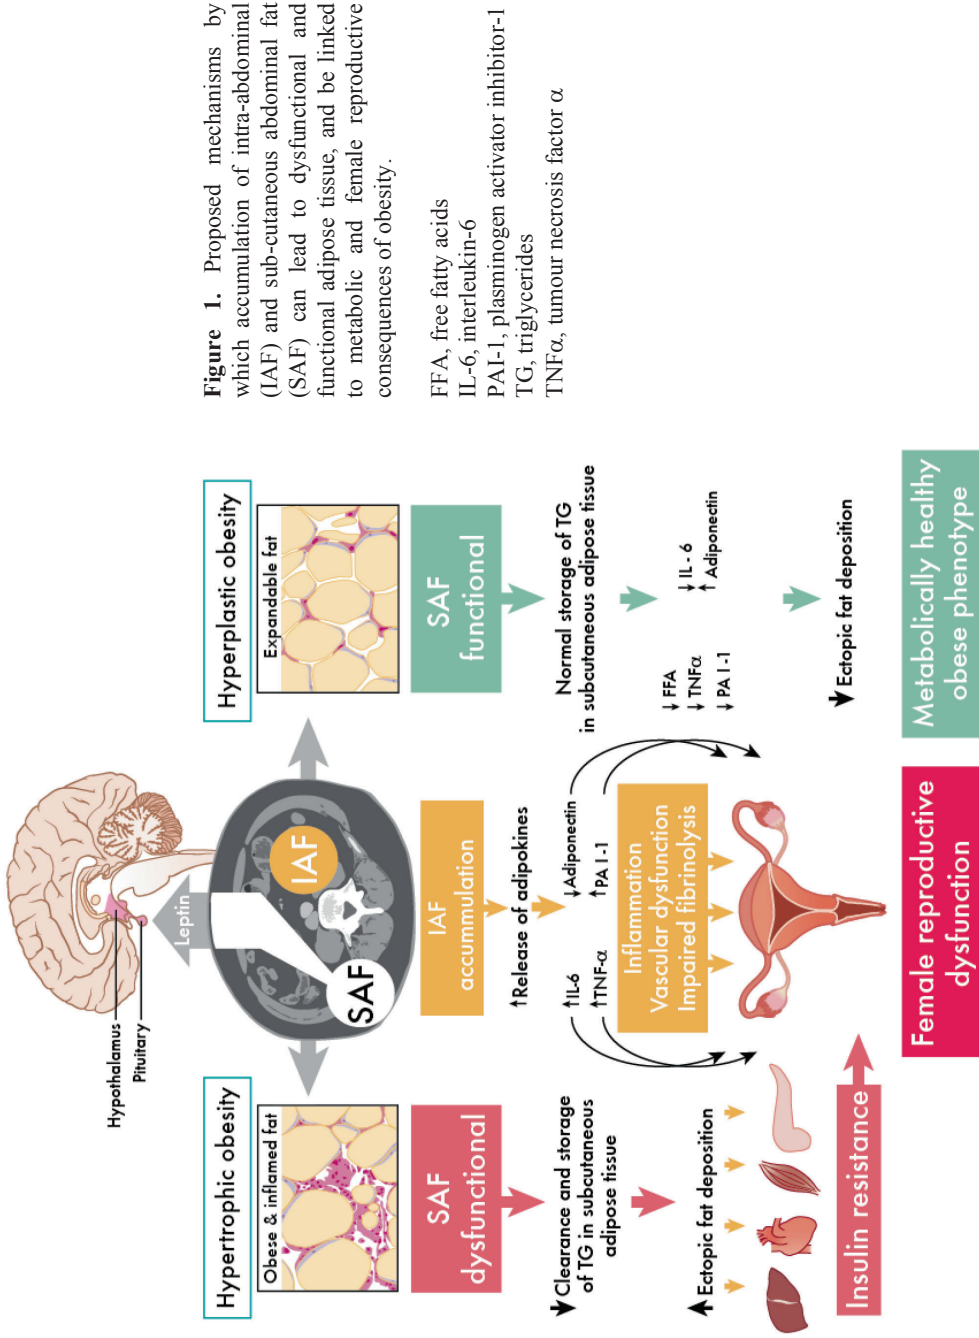 Hypothalamus
Pituitary
Leptin
SAF
IAF
Hypertrophic obesity
Obese & inflamed fat
SAF
dysfunctional
↓Clearance and storage
of TG in subcutaneous
adipose tissue
↑Ectopic fat deposition
Insulin resistance
IAF
accumulation
↑Release of adipokines
↑IL-6
↑TNF-α
↓Adiponectin
↑PA I -1
Inflammation
Vascular dysfunction
Impaired fibrinolysis
Female reproductive
dysfunction
Hyperplastic obesity
Expandable fat
SAF
functional
Normal storage of TG
in subcutaneous adipose tissue
↓FFA
↓TNFα
↓PA I -1
↓IL - 6
↑Adiponectin
↓Ectopic fat deposition
Metabolically healthy
obese phenotype
Figure 1. Proposed mechanisms by
which accumulation of intra-abdominal
(IAF) and sub-cutaneous abdominal fat
(SAF) can lead to dysfunctional and
functional adipose tissue, and be linked
to metabolic and female reproductive
consequences of obesity.
FFA, free fatty acids
IL-6, interleukin-6
PAI-1, plasminogen activator inhibitor-1
TG, triglycerides
TNFα, tumour necrosis factor α